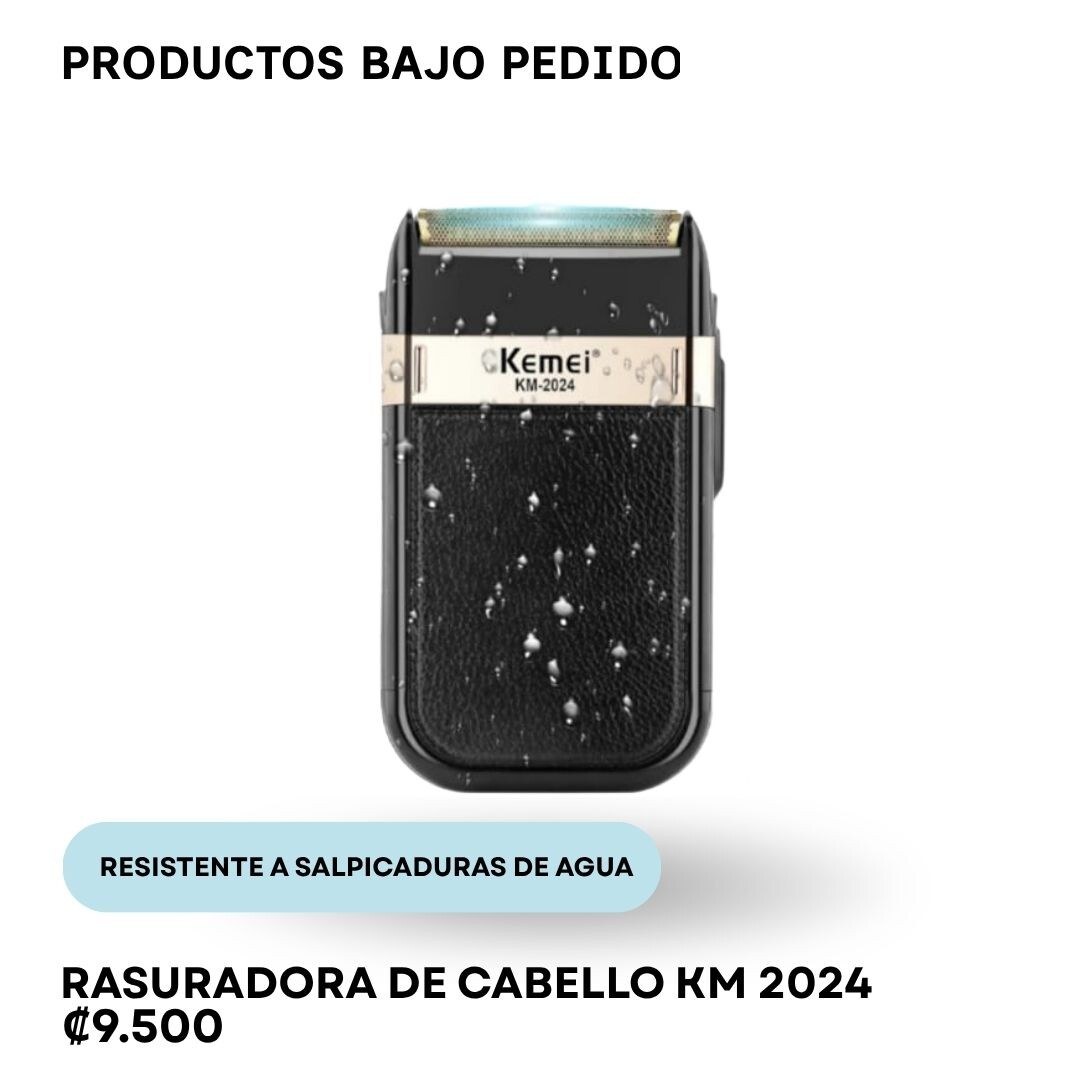 PRODUCTOS BAJO PEDIDO
Kemei®
KM-2024
RESISTENTE A SALPICADURAS DE AGUA
RASURADORA DE CABELLO KM 2024
₡9.500